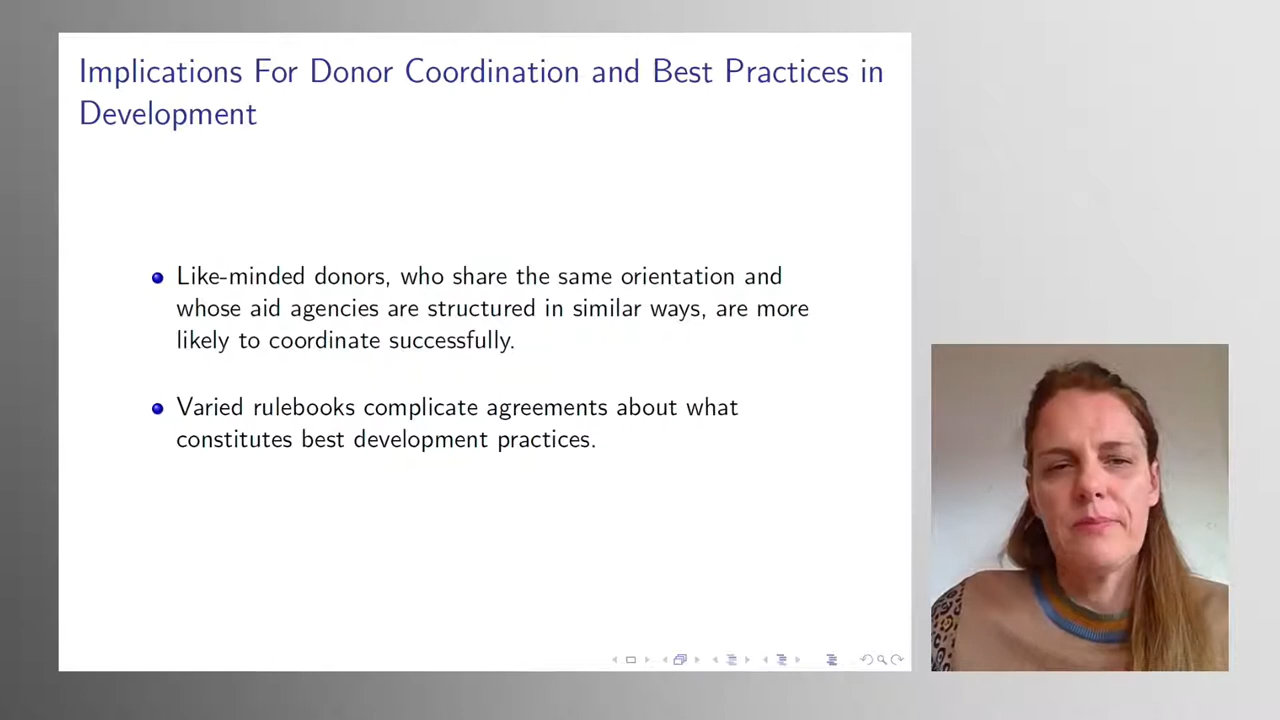 Implications For Donor Coordination and Best Practices in
Development
Like-minded donors, who share the same orientation and
whose aid agencies are structured in similar ways, are more
likely to coordinate successfully.
Varied rulebooks complicate agreements about what
constitutes best development practices.